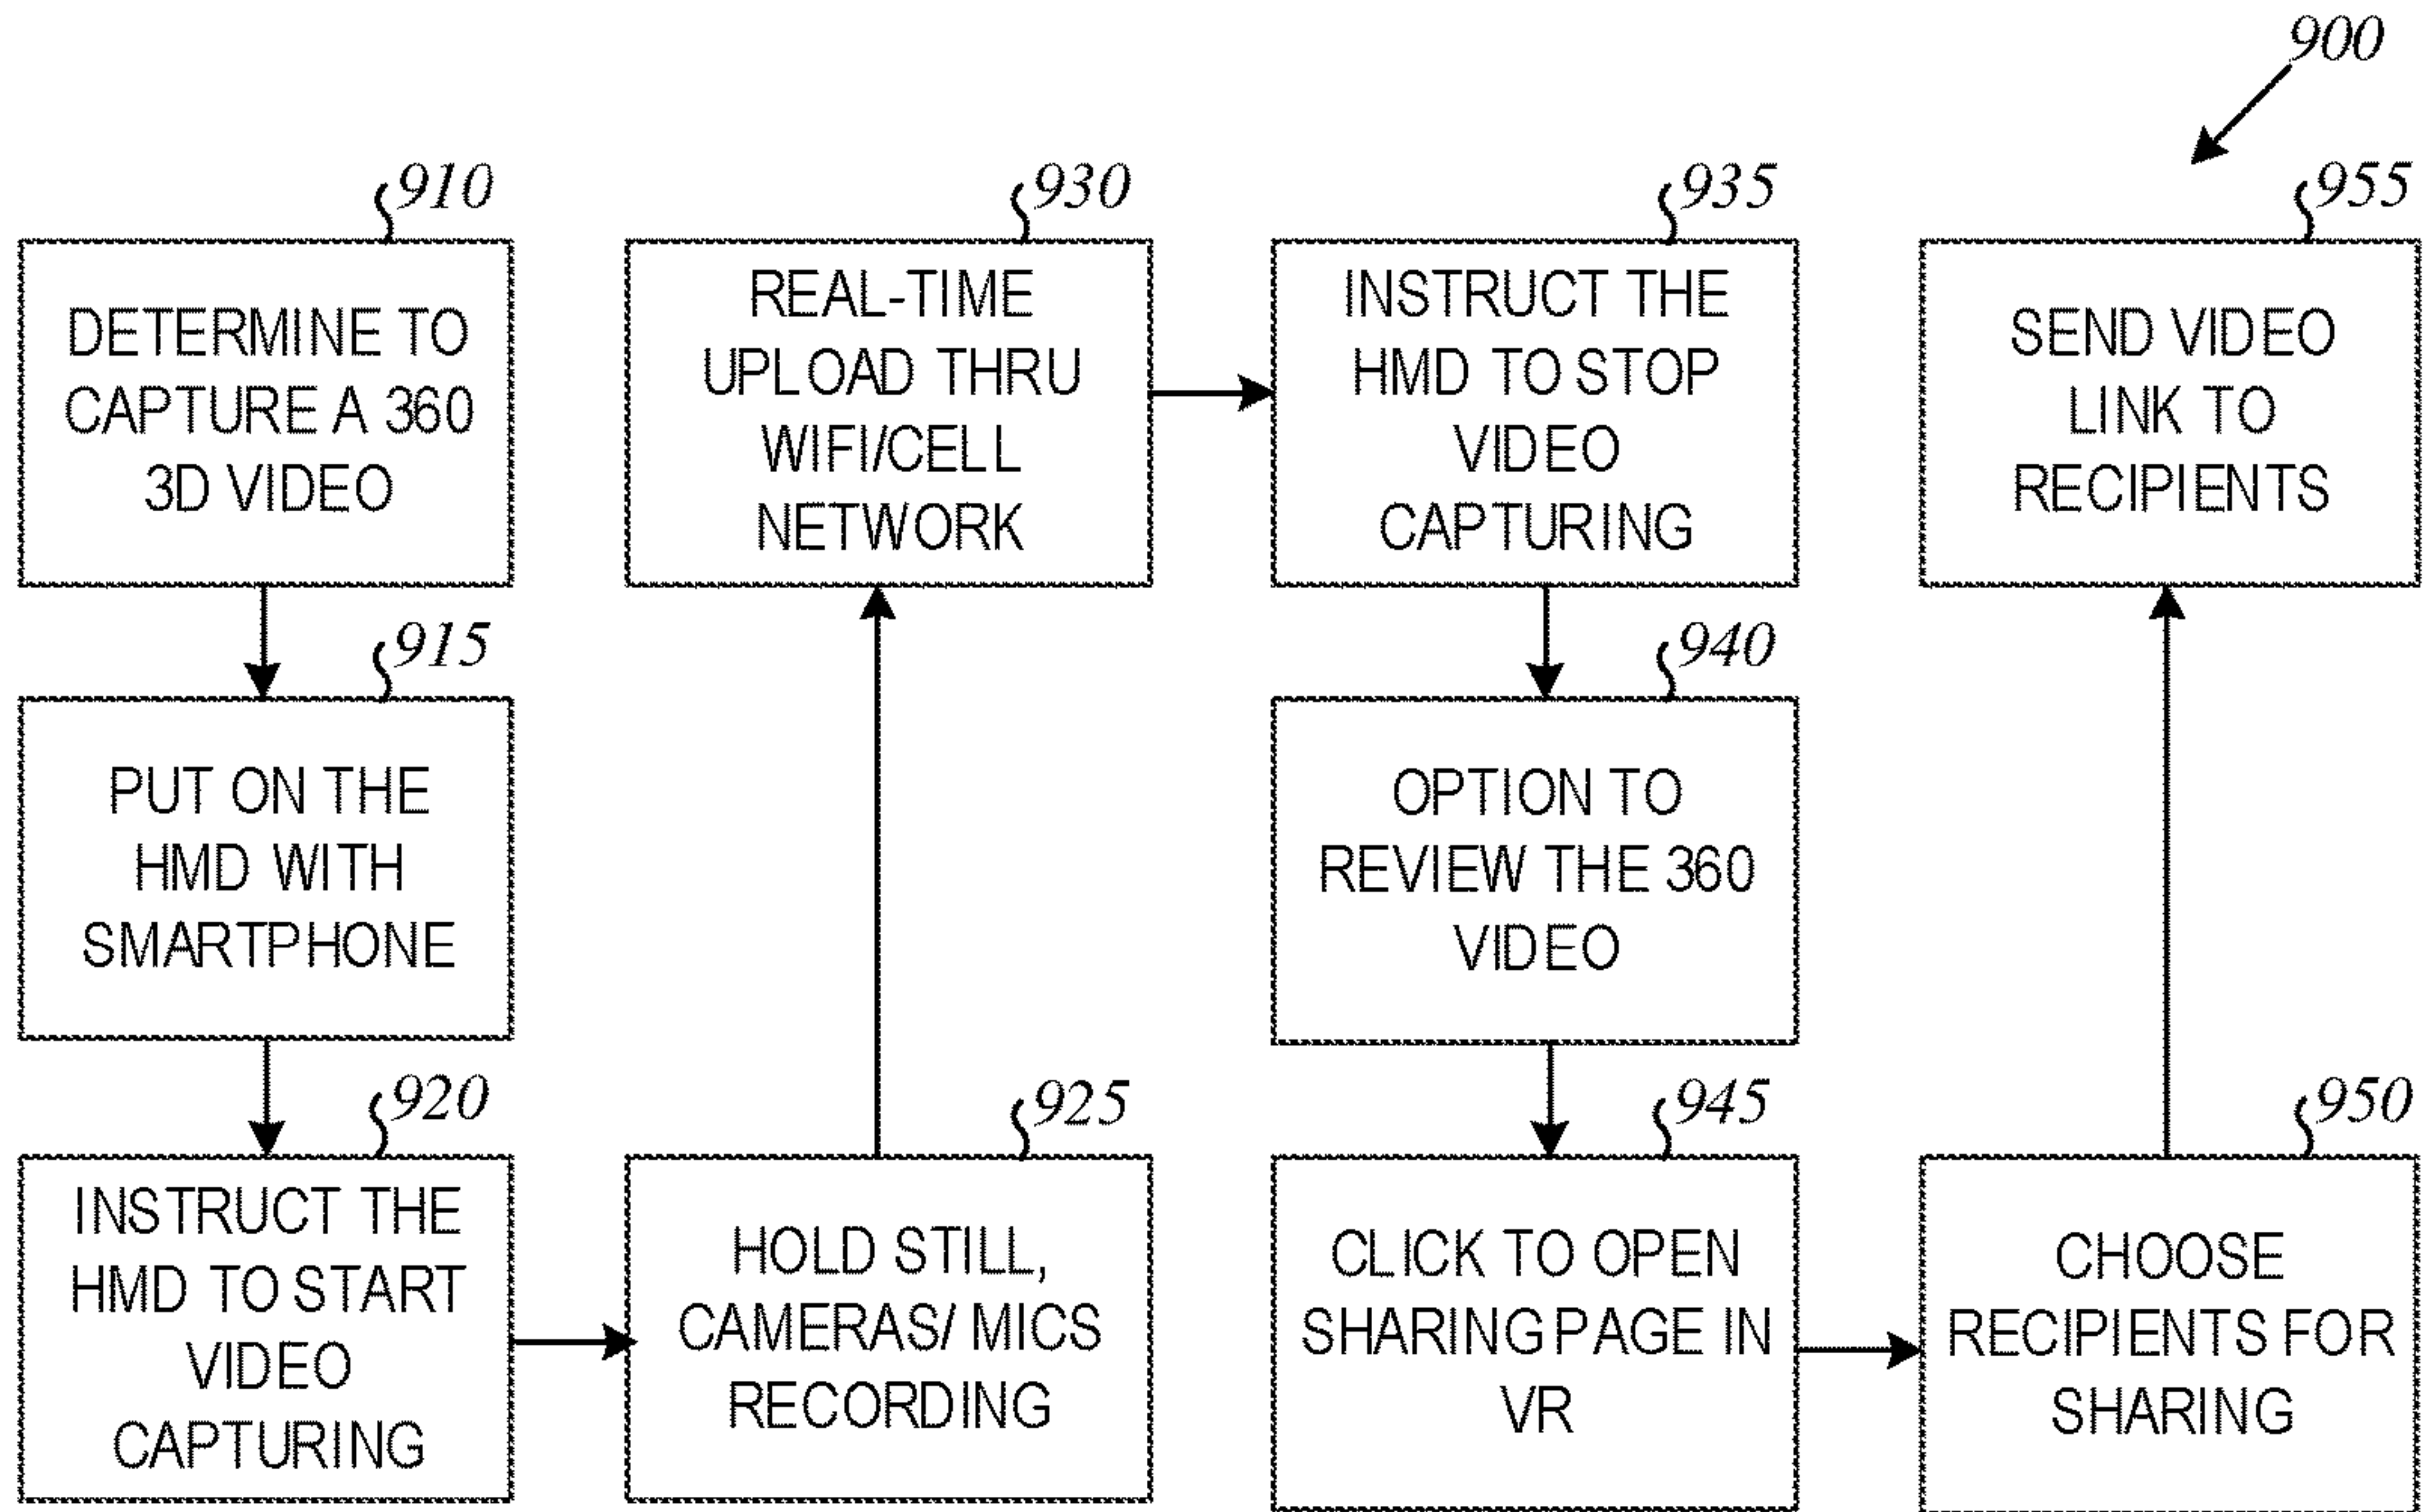 900
910
DETERMINE TO
CAPTURE A 360
3D VIDEO
915
PUT ON THE
HMD WITH
SMARTPHONE
920
INSTRUCT THE
HMD TO START
VIDEO
CAPTURING
925
HOLD STILL,
CAMERAS/ MICS
RECORDING
930
REAL-TIME
UPLOAD THRU
WIFI/CELL
NETWORK
935
INSTRUCT THE
HMD TO STOP
VIDEO
CAPTURING
940
OPTION TO
REVIEW THE 360
VIDEO
945
CLICK TO OPEN
SHARING PAGE IN
VR
950
CHOOSE
RECIPIENTS FOR
SHARING
955
SEND VIDEO
LINK TO
RECIPIENTS